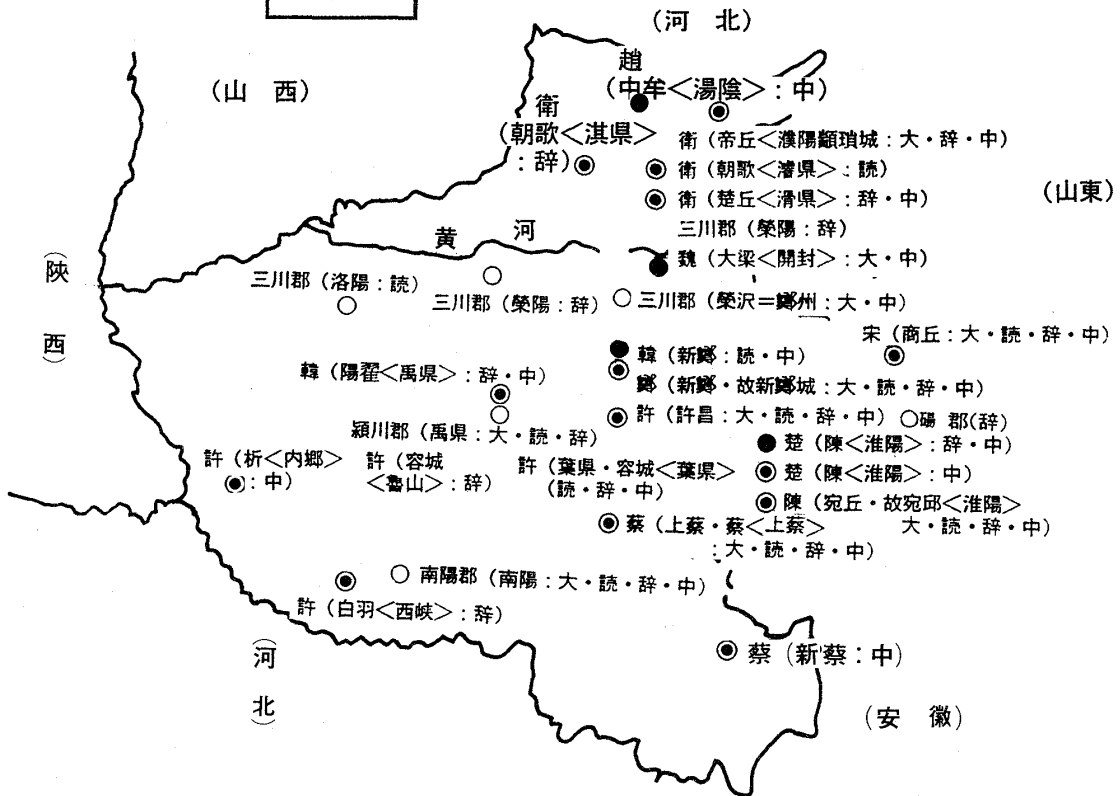 （河　北）
（山　西）
趙
（中牟＜湯陰＞：中）
衛
（朝歌＜淇県＞
：辞）
衛（帝丘＜濮陽顓頊城：大・辞・中）
衛（朝歌＜濬県＞：読）
衛（楚丘＜滑県＞：辞・中）
（山東）
三川郡（滎陽：辞）
黄　河
魏（大梁＜開封＞：大・中）
（陝　西）
三川郡（洛陽：読）
三川郡（滎陽：辞）
三川郡（滎沢＝鄭州：大・中）
宋（商丘：大・読・辞・中）
韓（新鄭：読・中）
韓（陽翟＜禹県＞：辞・中）
鄭（新鄭・故新鄭城：大・読・辞・中）
許（許昌：大・読・辞・中）
碭 郡(辞)
潁川郡（禹県：大・読・辞）
楚（陳＜淮陽＞：辞・中）
許（析＜内郷＞
：中）
許（容城
＜魯山＞：辞）
許（葉県・容城＜葉県＞
（読・辞・中）
楚（陳＜淮陽＞：中）
陳（宛丘・故宛邱＜淮陽＞
大・読・辞・中）
蔡（上蔡・蔡＜上蔡＞
：大・読・辞・中）
南陽郡（南陽：大・読・辞・中）
許（白羽＜西峡＞：辞）
（河　北）
蔡（新蔡：中）
（安　徽）